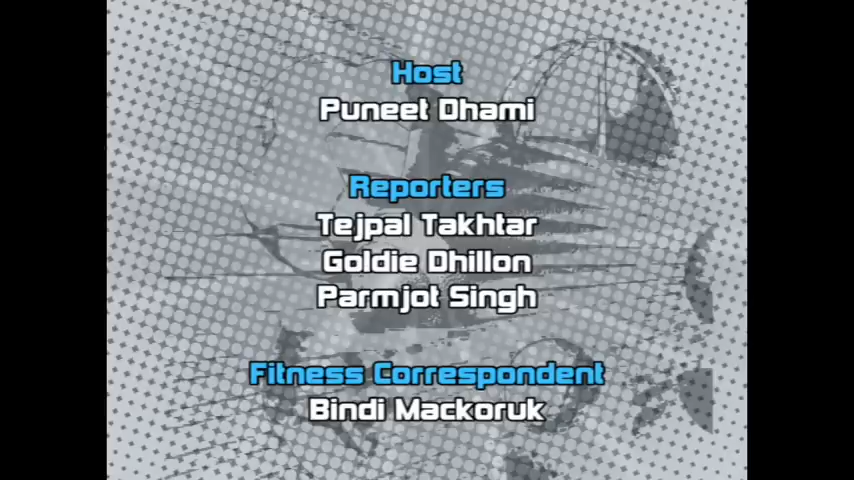 Host
Puneet Dhami
Reporters
Tejpal Takhtar
Goldie Dhillon
Parmjot Singh
Fitness Correspondent
Bindi Mackoruk